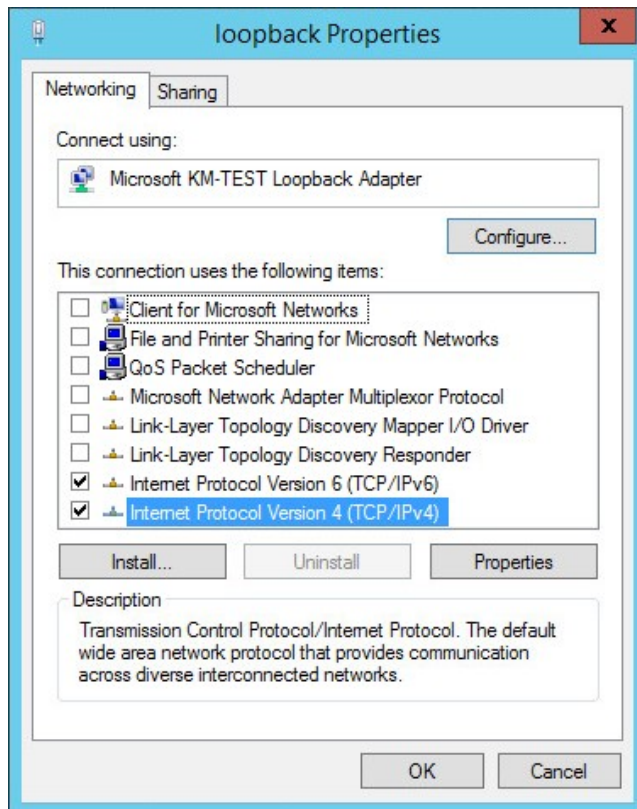 loopback Properties
x
Networking
Sharing
Connect using:
Microsoft KM-TEST Loopback Adapter
Configure...
This connection uses the following items:
Client for Microsoft Networks
File and Printer Sharing for Microsoft Networks
QoS Packet Scheduler
Microsoft Network Adapter Multiplexor Protocol
Link-Layer Topology Discovery Mapper I/O Driver
Link-Layer Topology Discovery Responder
Internet Protocol Version 6 (TCP/IPv6)
Internet Protocol Version 4 (TCP/IPv4)
Install...
Uninstall
Properties
Description
Transmission Control Protocol/Internet Protocol. The default
wide area network protocol that provides communication
across diverse interconnected networks.
OK
Cancel